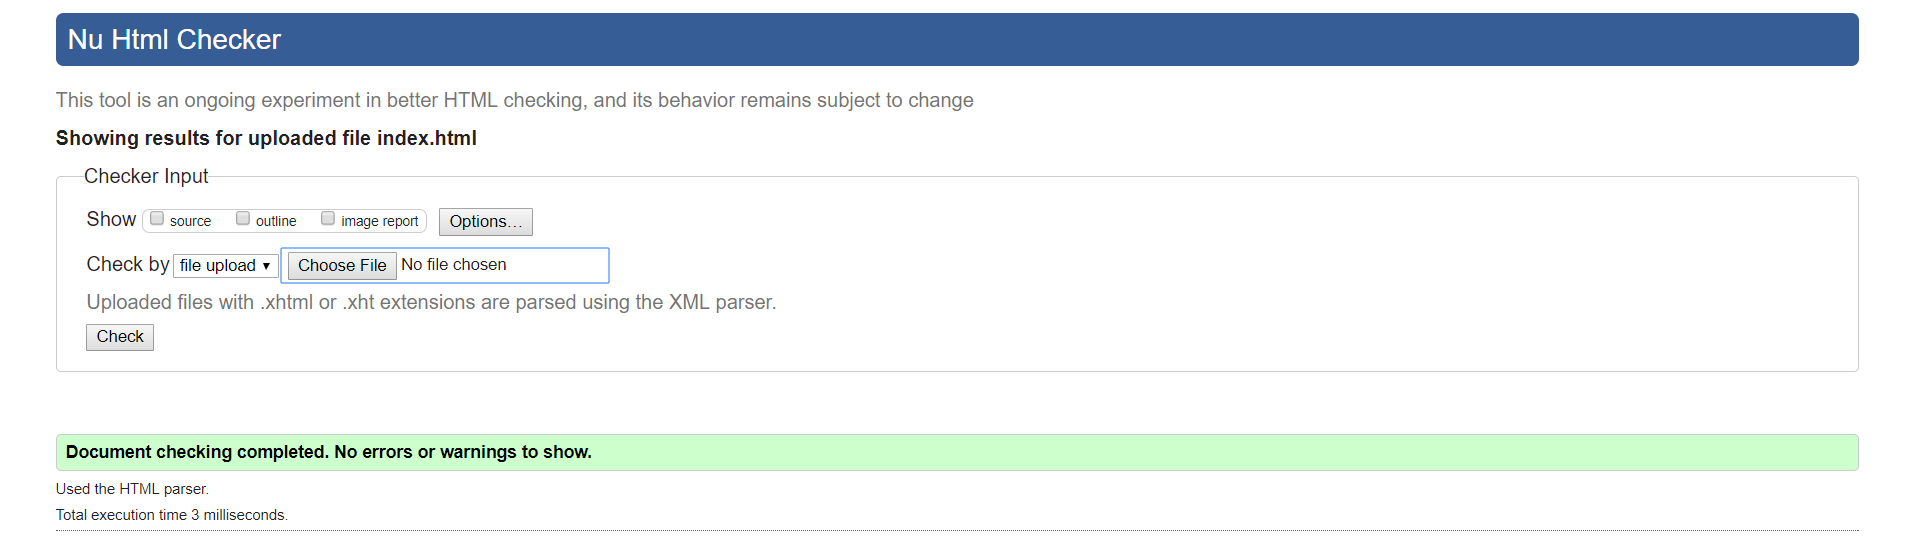 Nu Html Checker
This tool is an ongoing experiment in better HTML checking, and its behavior remains subject to change
Showing results for uploaded file index.html
Checker Input
Show source outline image report Options…
Check by file upload Choose File No file chosen
Uploaded files with .xhtml or .xht extensions are parsed using the XML parser.
Check
Document checking completed. No errors or warnings to show.
Used the HTML parser.
Total execution time 3 milliseconds.